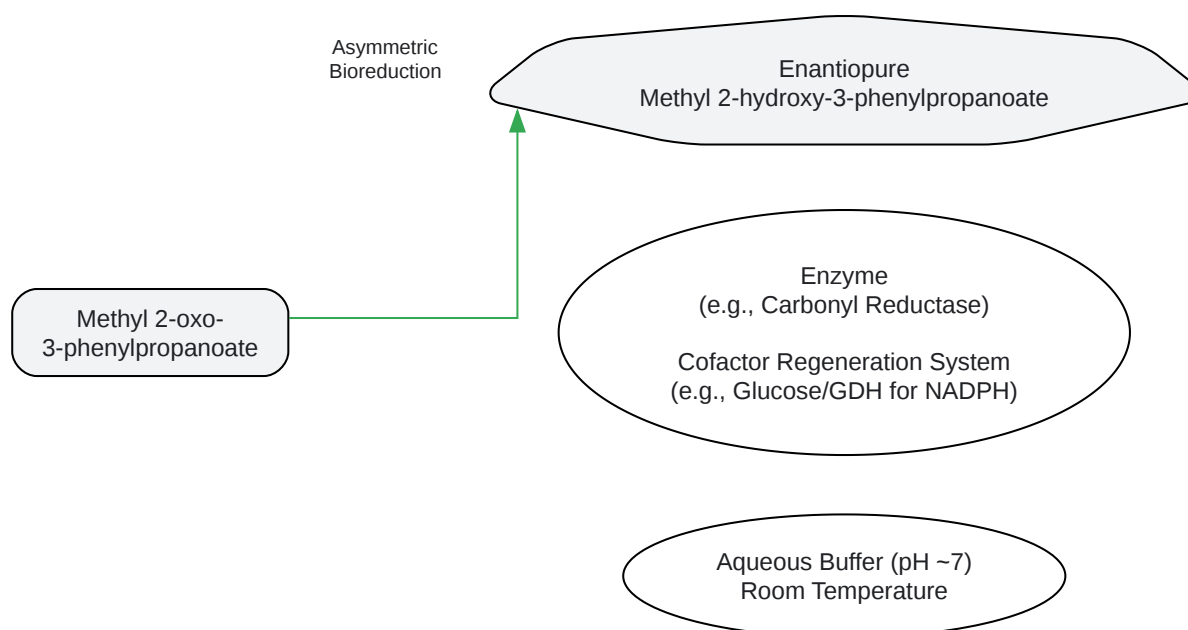 Asymmetric
Bioreduction
Enantiopure
Methyl 2-hydroxy-3-phenylpropanoate
Methyl 2-oxo-
3-phenylpropanoate
Enzyme
(e.g., Carbonyl Reductase)
Cofactor Regeneration System
(e.g., Glucose/GDH for NADPH)
Aqueous Buffer (pH ~7)
Room Temperature